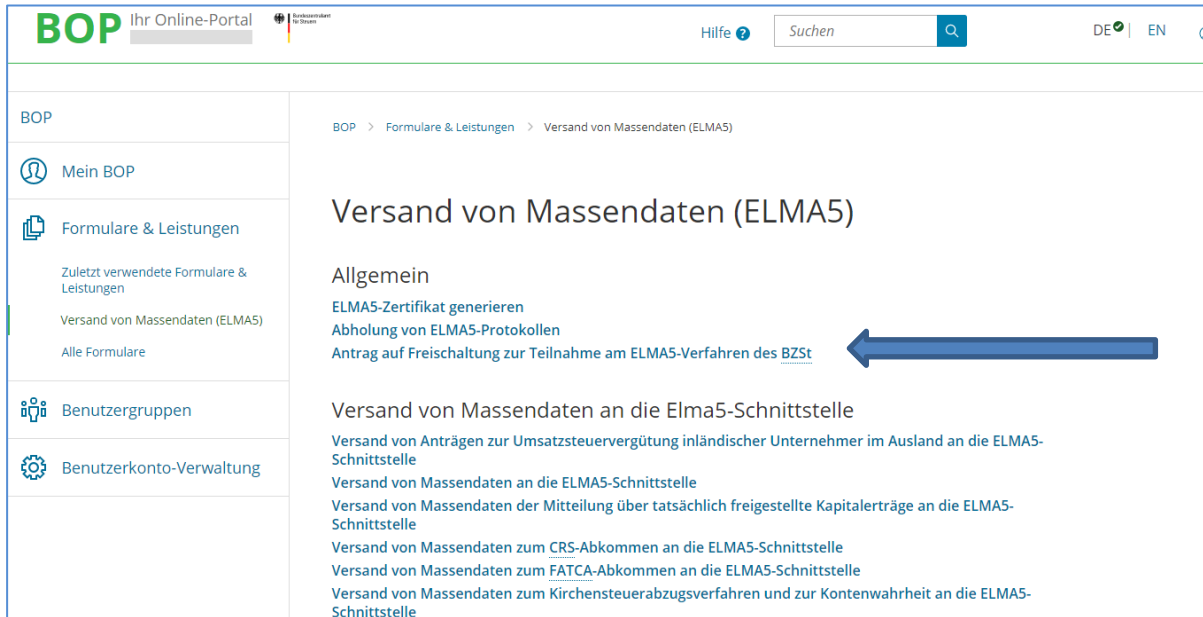 BOP Ihr Online-Portal
Bundeszentralamt
für Steuern
Hilfe ?
Suchen
DE | EN
BOP
Mein BOP
Formulare & Leistungen
Zuletzt verwendete Formulare &
Leistungen
Versand von Massendaten (ELMA5)
Alle Formulare
Benutzergruppen
Benutzerkonto-Verwaltung
BOP > Formulare & Leistungen > Versand von Massendaten (ELMA5)
Versand von Massendaten (ELMA5)
Allgemein
ELMA5-Zertifikat generieren
Abholung von ELMA5-Protokollen
Antrag auf Freischaltung zur Teilnahme am ELMA5-Verfahren des BZSt
Versand von Massendaten an die Elma5-Schnittstelle
Versand von Anträgen zur Umsatzsteuervergütung inländischer Unternehmer im Ausland an die ELMA5-
Schnittstelle
Versand von Massendaten an die ELMA5-Schnittstelle
Versand von Massendaten der Mitteilung über tatsächlich freigestellte Kapitalerträge an die ELMA5-
Schnittstelle
Versand von Massendaten zum CRS-Abkommen an die ELMA5-Schnittstelle
Versand von Massendaten zum FATCA-Abkommen an die ELMA5-Schnittstelle
Versand von Massendaten zum Kirchensteuerabzugsverfahren und zur Kontenwahrheit an die ELMA5-
Schnittstelle